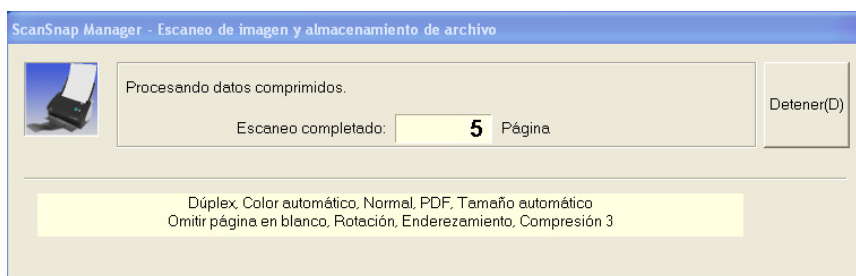 ScanSnap Manager - Escaneo de imagen y almacenamiento de archivo
Procesando datos comprimidos.
Escaneo completado: 5 Página
Detener(D)
Dúplex, Color automático, Normal, PDF, Tamaño automático
Omitir página en blanco, Rotación, Enderezamiento, Compresión 3